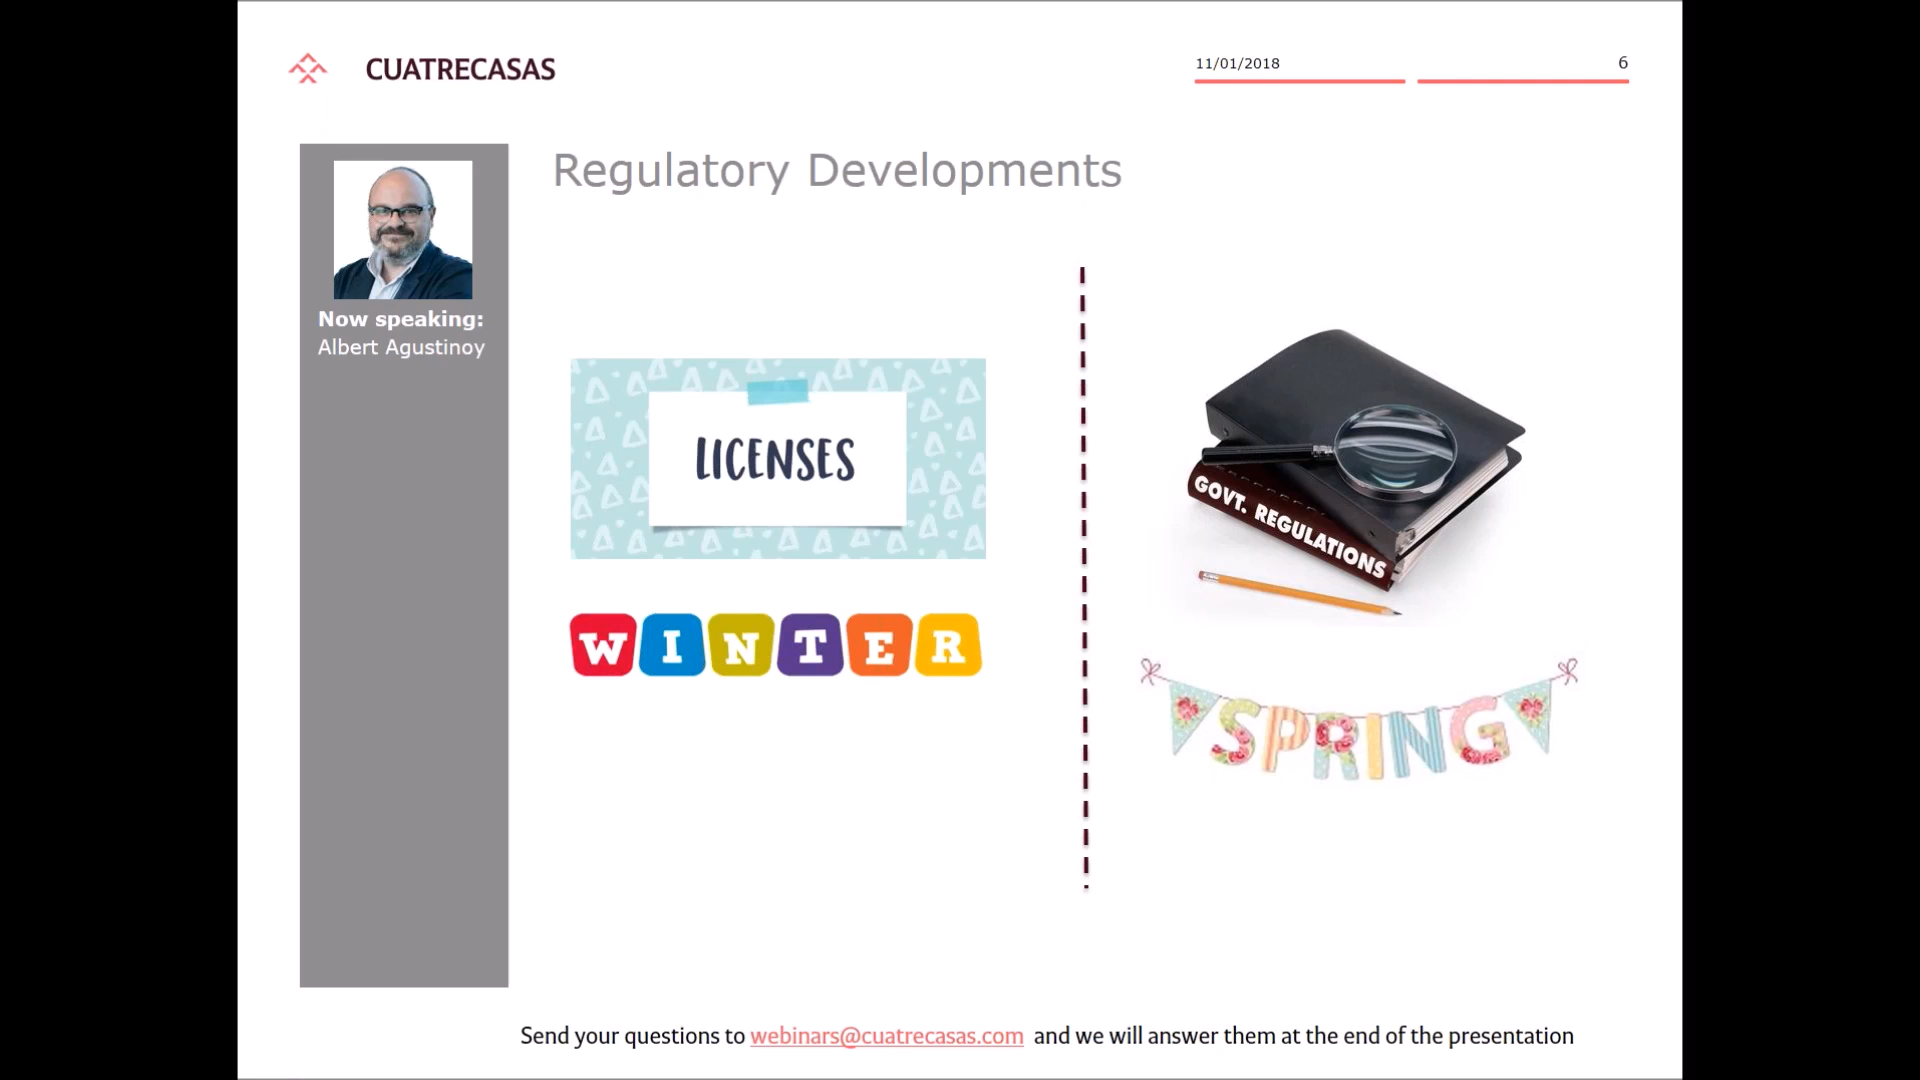 CUATRECASAS
11/01/2018
6
Now speaking:
Albert Agustinoy
Regulatory Developments
LICENSES
WINTER
GOVT. REGULATIONS
SPRING
Send your questions to webinars@cuatrecasas.com and we will answer them at the end of the presentation